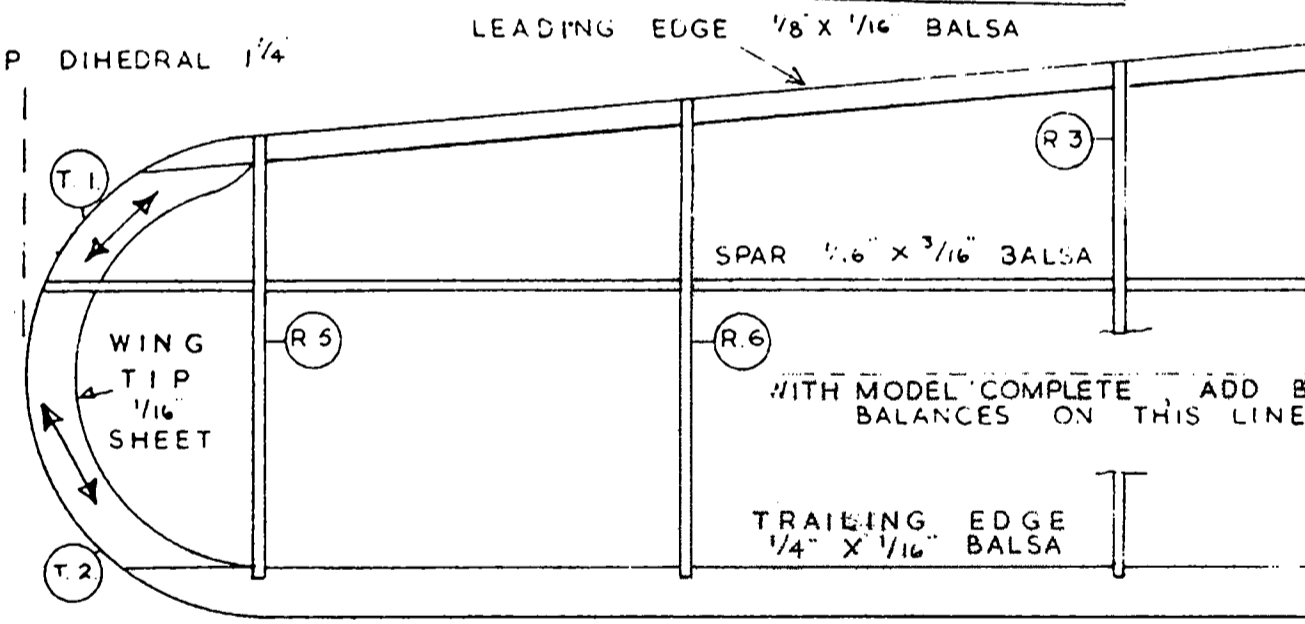 LEADING EDGE 1/8" X 1/16" BALSA
P DIHEDRAL 1 1/4"
T. 1.
R 3
SPAR X 3/16" BALSA
R 5
R.6
WING
TIP
1/16"
SHEET
WITH MODEL COMPLETE, ADD B
BALANCES ON THIS LINE
TRAILING EDGE
1/4" X 1/16" BALSA
T. 2.